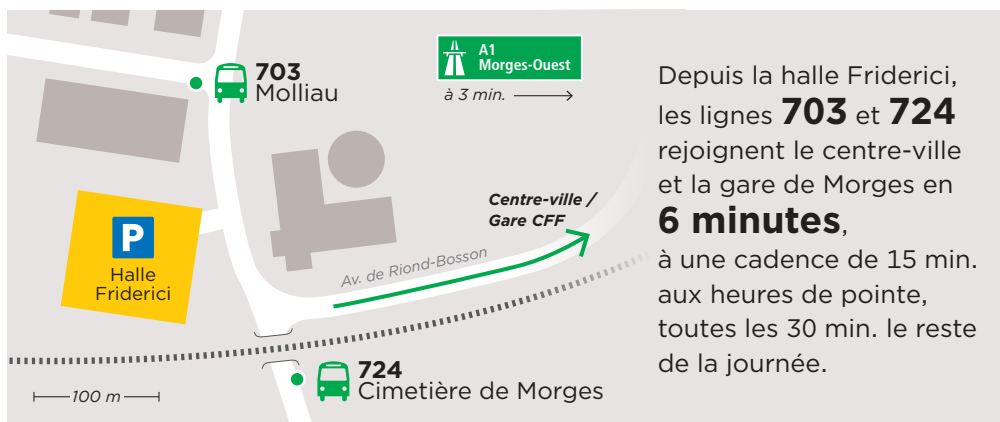 703
Molliau
A1
Morges-Ouest
à 3 min.
Centre-ville /
Gare CFF
Av. de Riond-Bosson
P
Halle
Friderici
724
Cimetière de Morges
100 m
Depuis la halle Friderici,
les lignes 703 et 724
rejoignent le centre-ville
et la gare de Morges en
6 minutes,
à une cadence de 15 min.
aux heures de pointe,
toutes les 30 min. le reste
de la journée.